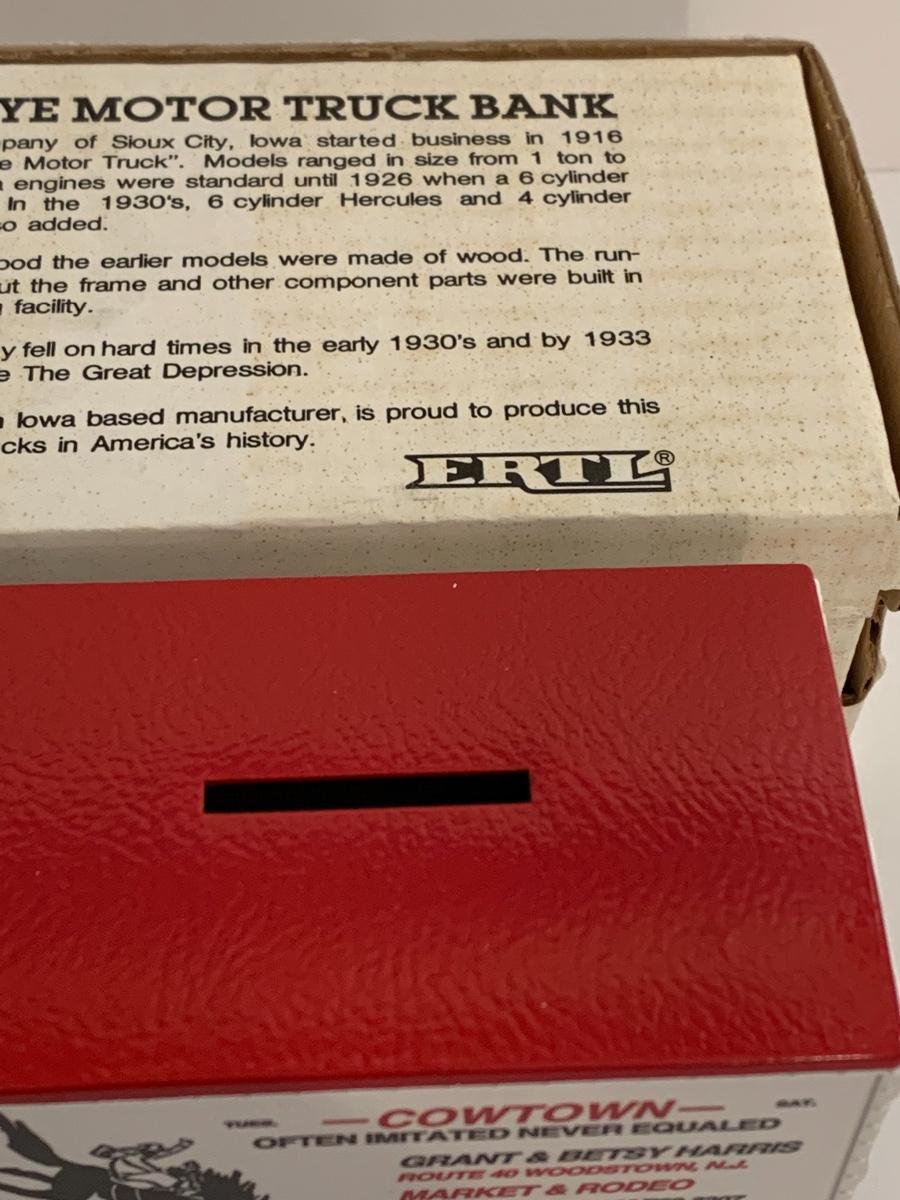 YE MOTOR TRUCK BANK
pany of Sioux City, Iowa started business in 1916
e Motor Truck". Models ranged in size from 1 ton to
engines were standard until 1926 when a 6 cylinder
In the 1930's, 6 cylinder Hercules and 4 cylinder
o added.
ood the earlier models were made of wood. The run-
ut the frame and other component parts were built in
facility.
y fell on hard times in the early 1930's and by 1933
e The Great Depression.
Iowa based manufacturer, is proud to produce this
cks in America's history.
ERTL®
TUES. —COWTOWN— SAT.
OFTEN IMITATED NEVER EQUALED
GRANT & BETSY HARRIS
ROUTE 40 WOODSTOWN, N.J.
MARKET & RODEO